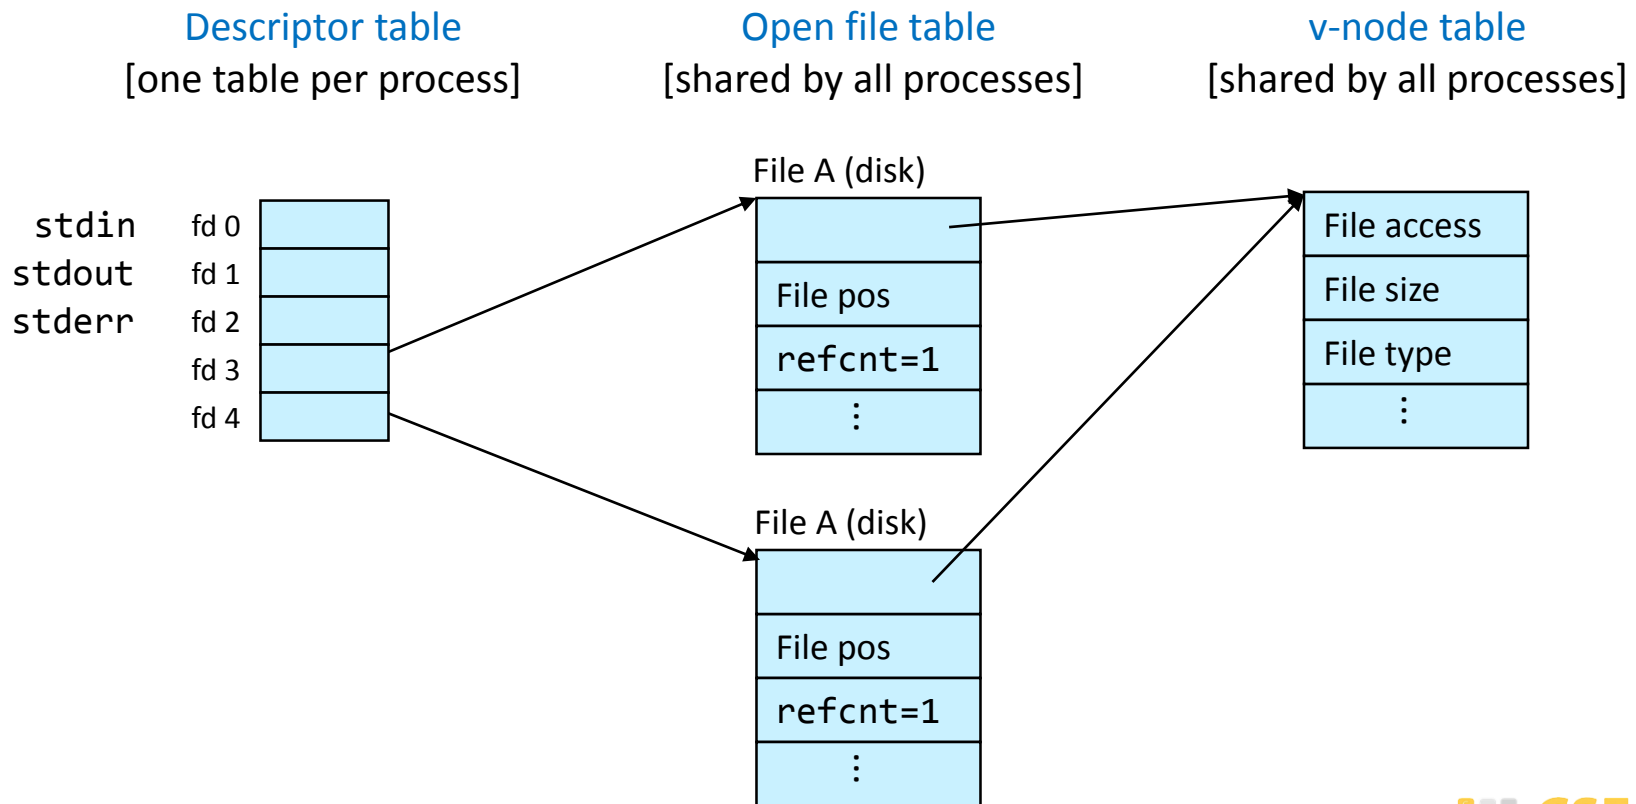 Descriptor table
[one table per process]
Open file table
[shared by all processes]
v-node table
[shared by all processes]
stdin fd 0
stdout fd 1
stderr fd 2
fd 3
fd 4
File A (disk)
File pos
refcnt=1
⋮
File A (disk)
File pos
refcnt=1
⋮
File access
File size
File type
⋮